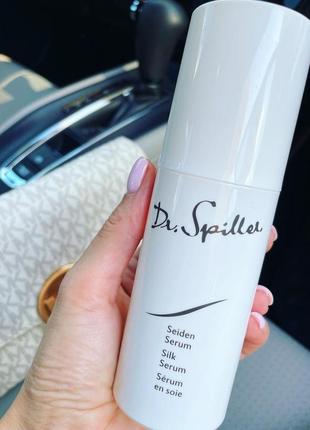 Dr. Spiller
Seiden
Serum
Silk
Serum
Sérum
en soie